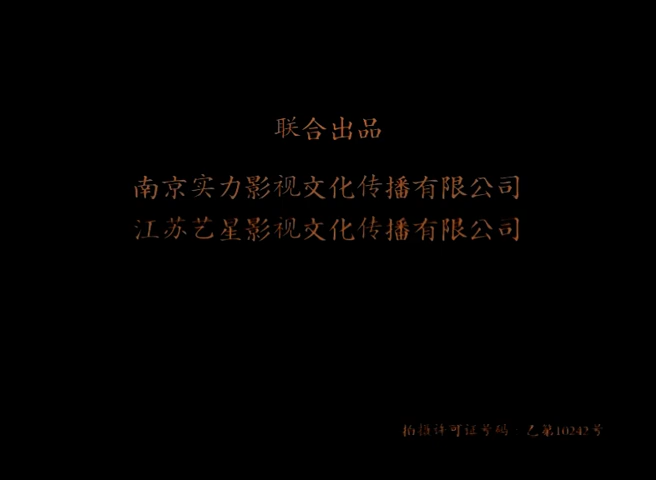 联合出品
南京实力影视文化传播有限公司
江苏艺星影视文化传播有限公司
拍摄许可证号码·乙第10242号